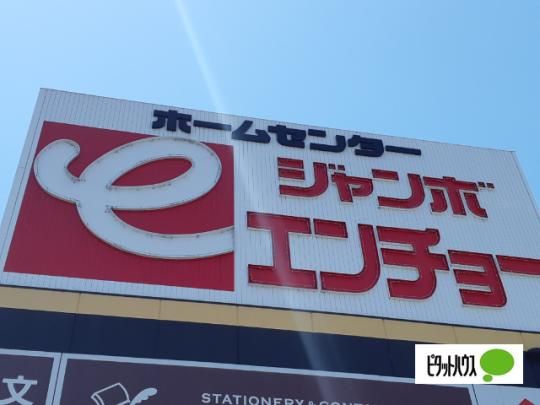 ホームセンター
ジャンボ
エンチョー
文
STATIONERY &
ピタットハウス